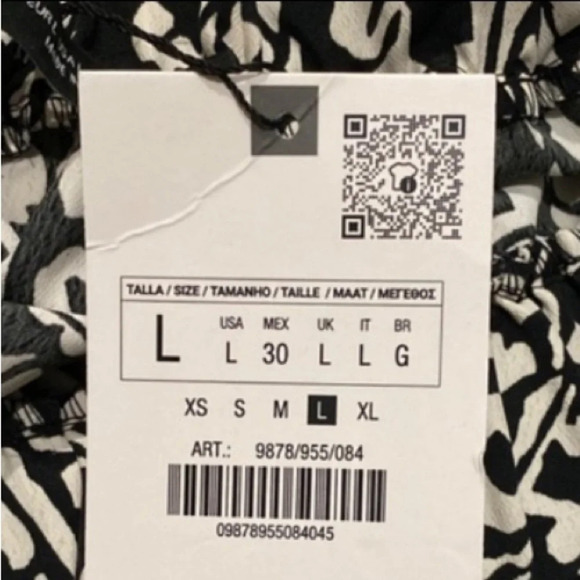 TALLA / SIZE / TAMANHO / TAILLE / MAAT / ΜΕΓΕΘΟΣ
USA MEX UK IT BR
L L 30 L L G
XS S M L XL
ART.: 9878/955/084
09878955084045